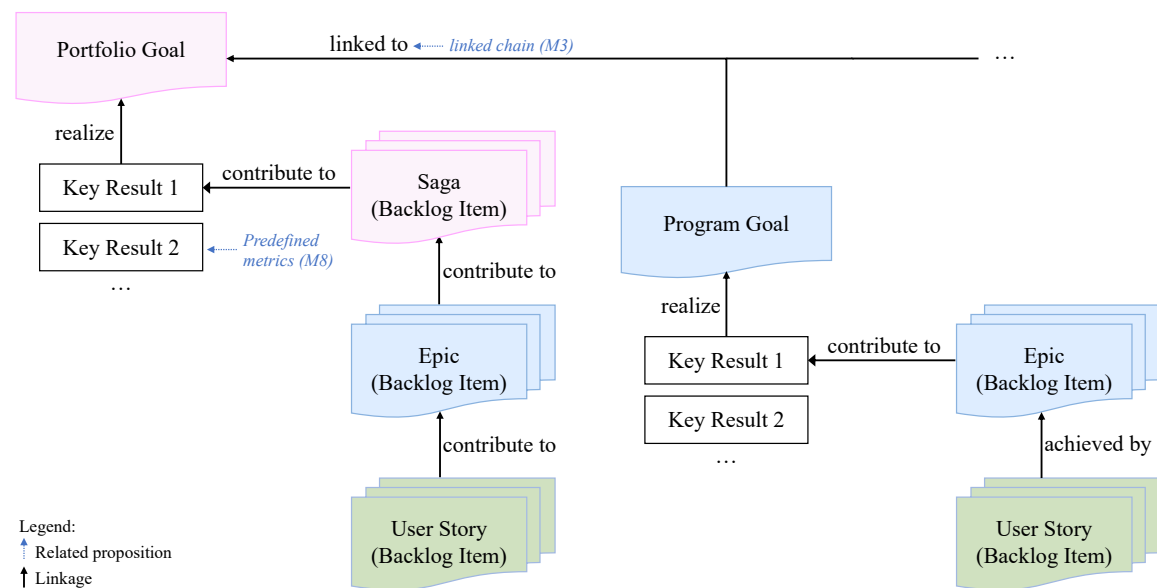 Portfolio Goal
linked to
linked chain (M3)
…
realize
Key Result 1
contribute to
Saga
(Backlog Item)
Key Result 2
Predefined
metrics (M8)
…
contribute to
Epic
(Backlog Item)
contribute to
User Story
(Backlog Item)
Program Goal
realize
Key Result 1
contribute to
Epic
(Backlog Item)
Key Result 2
…
achieved by
User Story
(Backlog Item)
Legend:
Related proposition
Linkage